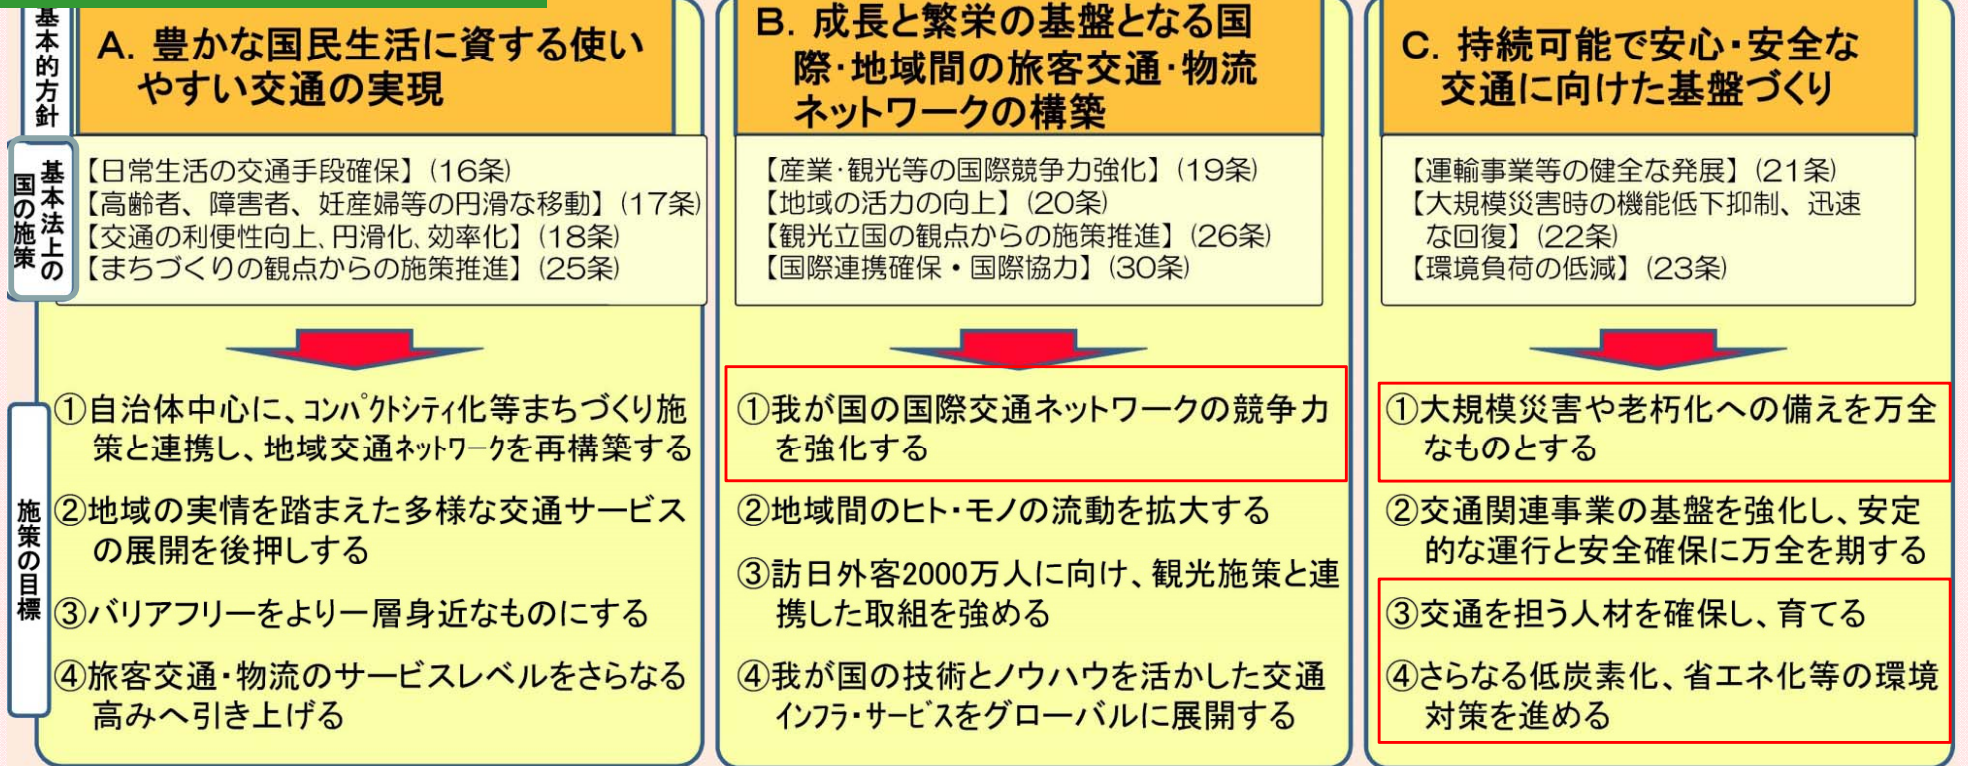 基本的方針
A. 豊かな国民生活に資する使い
やすい交通の実現
基本法上の
国の施策
【日常生活の交通手段確保】(16条)
【高齢者、障害者、妊産婦等の円滑な移動】(17条)
【交通の利便性向上、円滑化、効率化】(18条)
【まちづくりの観点からの施策推進】(25条)
施策の目標
①自治体中心に、コンパクトシティ化等まちづくり施
策と連携し、地域交通ネットワークを再構築する
②地域の実情を踏まえた多様な交通サービス
の展開を後押しする
③バリアフリーをより一層身近なものにする
④旅客交通・物流のサービスレベルをさらなる
高みへ引き上げる
B. 成長と繁栄の基盤となる国
際・地域間の旅客交通・物流
ネットワークの構築
【産業・観光等の国際競争力強化】(19条)
【地域の活力の向上】(20条)
【観光立国の観点からの施策推進】(26条)
【国際連携確保・国際協力】(30条)
①我が国の国際交通ネットワークの競争力
を強化する
②地域間のヒト・モノの流動を拡大する
③訪日外客2000万人に向け、観光施策と連
携した取組を強める
④我が国の技術とノウハウを活かした交通
インフラ・サービスをグローバルに展開する
C. 持続可能で安心・安全な
交通に向けた基盤づくり
【運輸事業等の健全な発展】(21条)
【大規模災害時の機能低下抑制、迅速
な回復】(22条)
【環境負荷の低減】(23条)
①大規模災害や老朽化への備えを万全
なものとする
②交通関連事業の基盤を強化し、安定
的な運行と安全確保に万全を期する
③交通を担う人材を確保し、育てる
④さらなる低炭素化、省エネ化等の環境
対策を進める